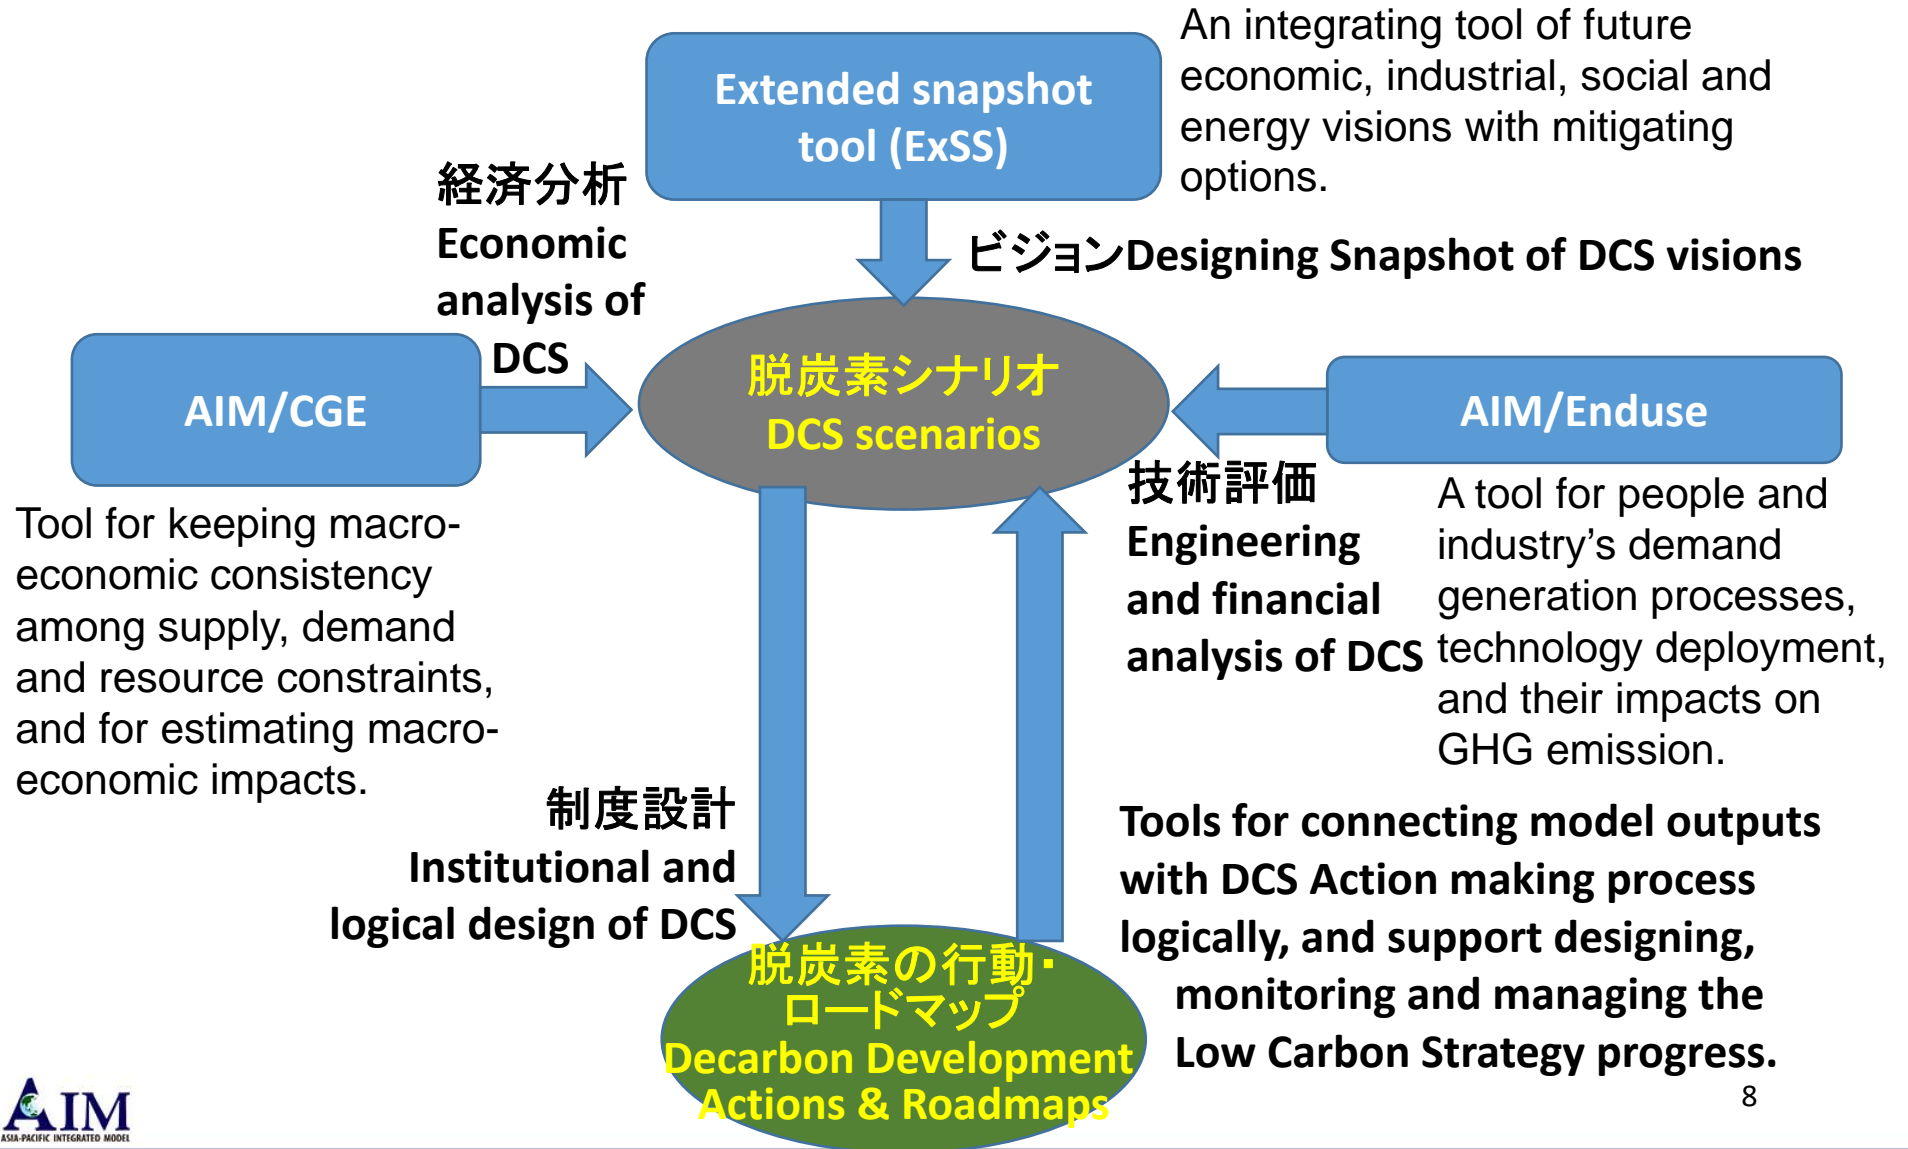 Extended snapshot
tool (ExSS)
An integrating tool of future
economic, industrial, social and
energy visions with mitigating
options.
経済分析
Economic
analysis of
DCS
ビジョンDesigning Snapshot of DCS visions
AIM/CGE
脱炭素シナリオ
DCS scenarios
AIM/Enduse
Tool for keeping macro-
economic consistency
among supply, demand
and resource constraints,
and for estimating macro-
economic impacts.
技術評価
Engineering
and financial
analysis of DCS
A tool for people and
industry’s demand
generation processes,
technology deployment,
and their impacts on
GHG emission.
制度設計
Institutional and
logical design of DCS
Tools for connecting model outputs
with DCS Action making process
logically, and support designing,
monitoring and managing the
Low Carbon Strategy progress.
脱炭素の行動・
ロードマップ
Decarbon Development
Actions & Roadmaps
AIM
ASIA-PACIFIC INTEGRATED MODEL
8